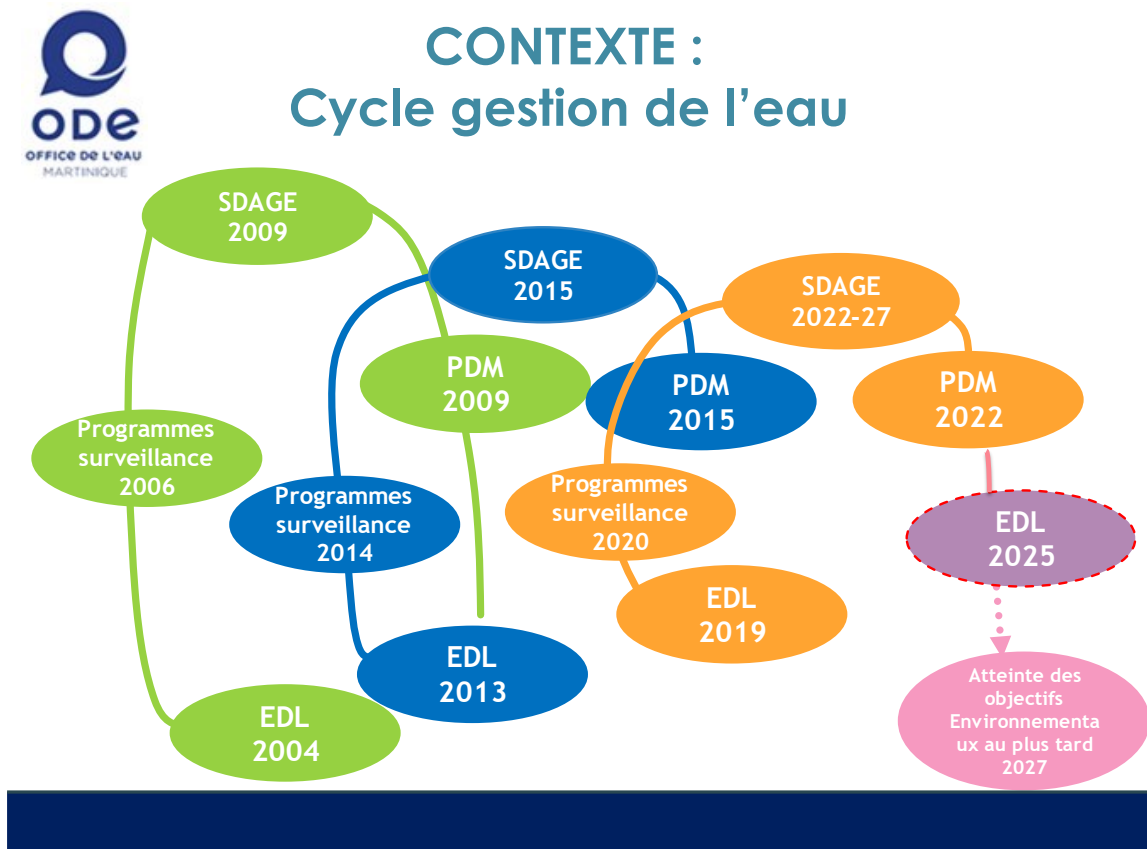 ODE
OFFICE DE L'EAU
MARTINIQUE
CONTEXTE :
Cycle gestion de l'eau
SDAGE
2009
SDAGE
2015
SDAGE
2022-27
PDM
2009
PDM
2015
PDM
2022
Programmes
surveillance
2006
Programmes
surveillance
2014
Programmes
surveillance
2020
EDL
2025
EDL
2019
EDL
2013
EDL
2004
Atteinte des
objectifs
Environnementa
ux au plus tard
2027